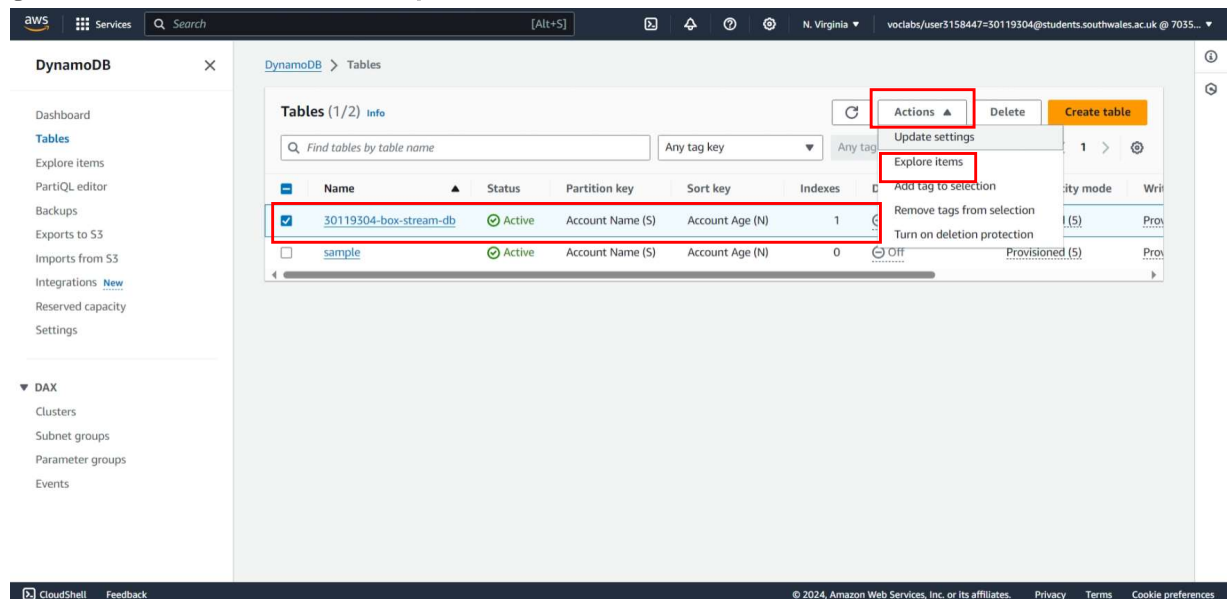 aws Services Search [Alt+S] N. Virginia voclabs/user3158447=30119304@students.southwales.ac.uk @ 7035...
DynamoDB
Dashboard
Tables
Explore items
PartiQL editor
Backups
Exports to S3
Imports from S3
Integrations New
Reserved capacity
Settings
DAX
Clusters
Subnet groups
Parameter groups
Events
DynamoDB > Tables
Tables (1/2) Info
Actions Delete Create table
Find tables by table name Any tag key Any tag 1
Update settings
Explore items
Add tag to selection
Remove tags from selection
Turn on deletion protection
Name Status Partition key Sort key Indexes
30119304-box-stream-db Active Account Name (S) Account Age (N) 1 (5)
sample Active Account Name (S) Account Age (N) 0 Off Provisioned (5)
CloudShell Feedback © 2024, Amazon Web Services, Inc. or its affiliates. Privacy Terms Cookie preferences